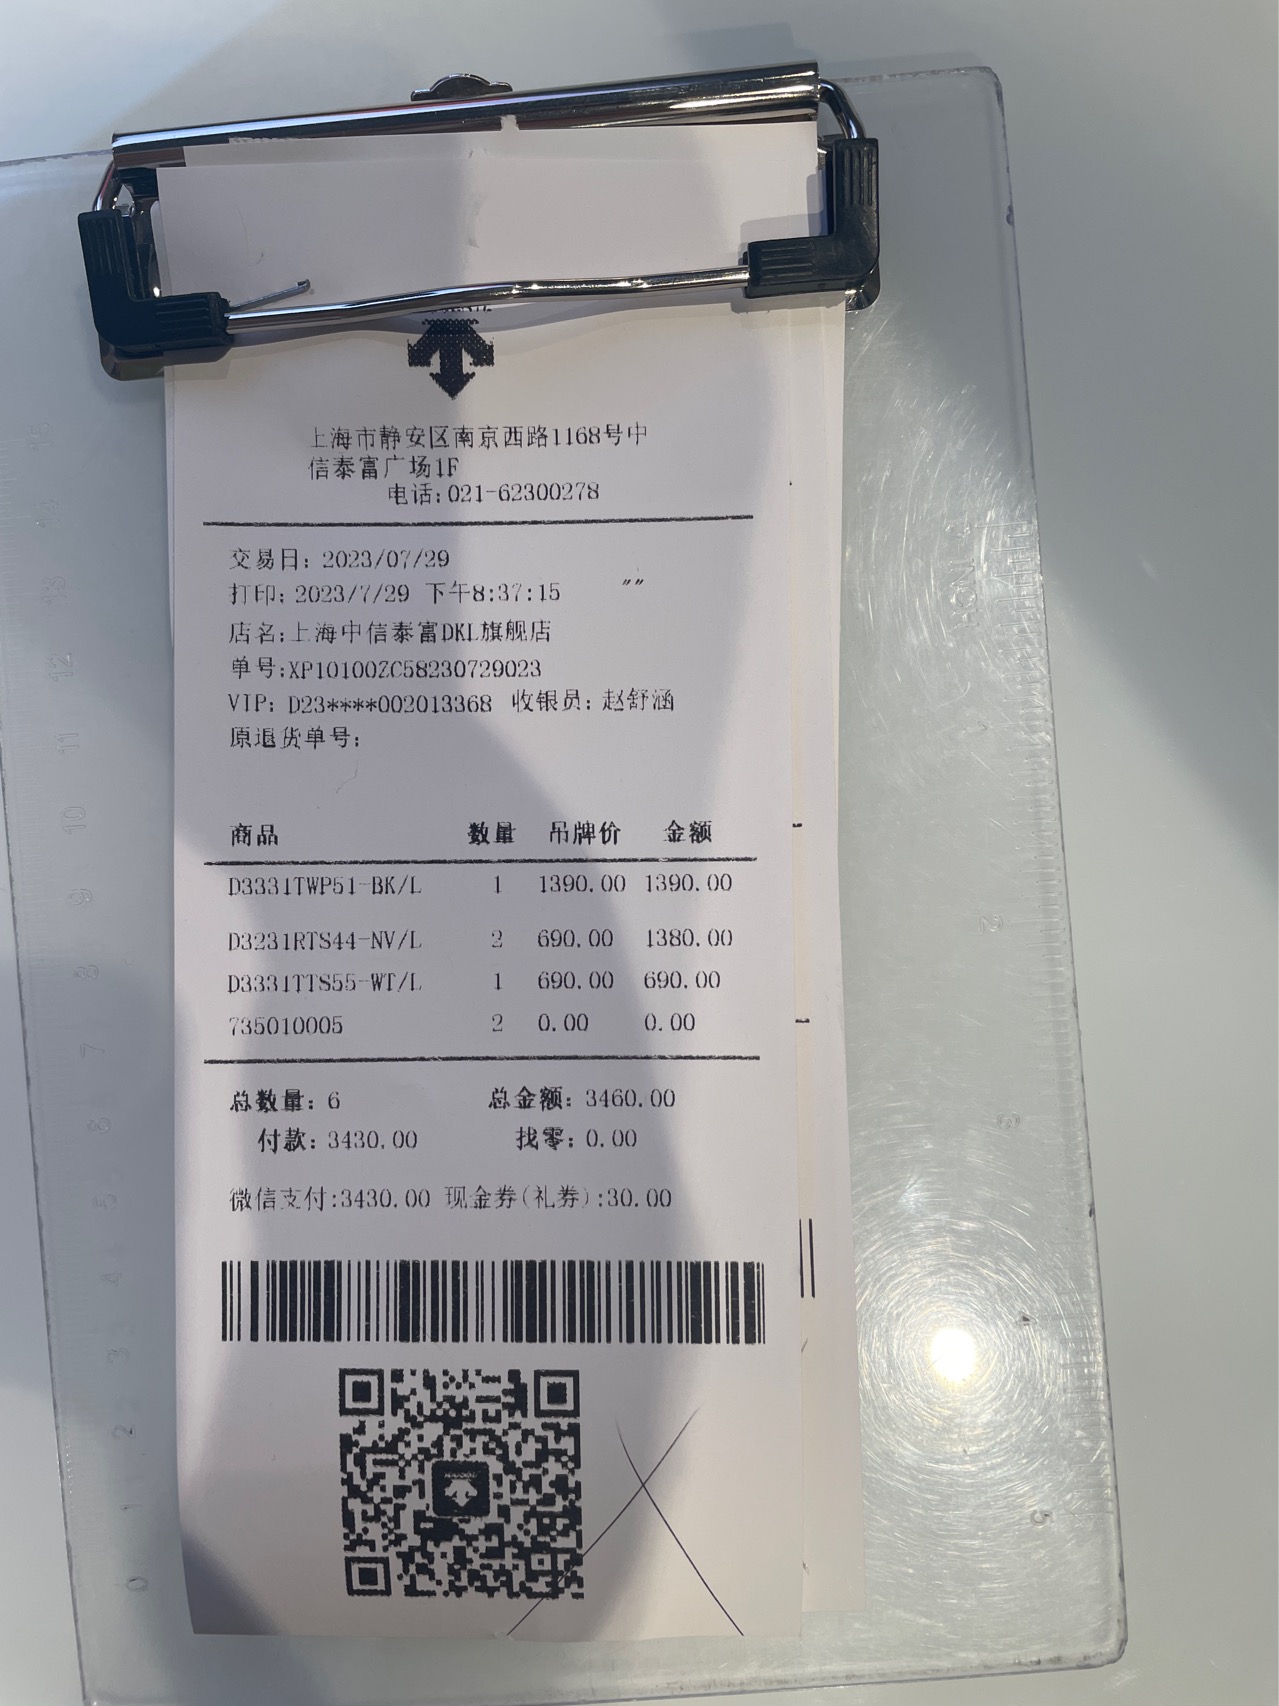 上海市静安区南京西路1168号中
信泰富广场1F
电话:021-62300278
交易日: 2023/07/29
打印: 2023/7/29 下午8:37:15 ""
店名:上海中信泰富DKL旗舰店
单号:XP10100ZC58230729023
VIP: D23****002013368 收银员: 赵舒涵
原退货单号:
商品 数量 吊牌价 金额
D3331TWP51-BK/L 1 1390.00 1390.00
D3231RTS44-NV/L 2 690.00 1380.00
D3331TTS55-WT/L 1 690.00 690.00
735010005 2 0.00 0.00
总数量: 6 总金额: 3460.00
付款: 3430.00 找零: 0.00
微信支付:3430.00 现金券(礼券):30.00